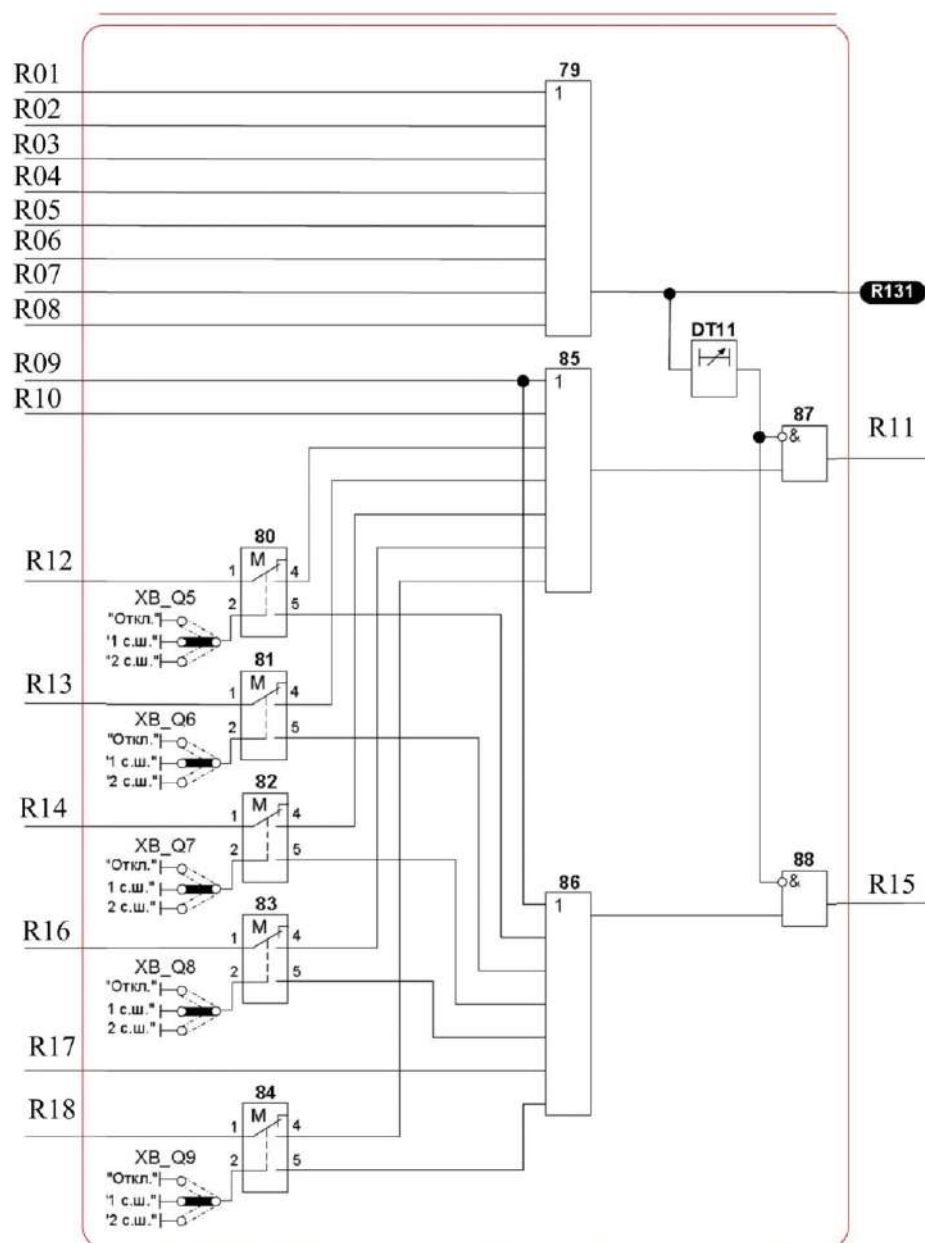 R01
79
1
R02
R03
R04
R05
R06
R07
R131
R08
DT11
R09
85
1
R10
87
&
R11
80
M
R12
1
4
XB_Q5
2
5
"Откл."
'1 с.ш."
'2 с.ш."
81
M
R13
1
4
XB_Q6
2
5
"Откл."
'1 с.ш."
'2 с.ш."
82
M
R14
1
4
XB_Q7
2
5
"Откл."
1 с.ш."
2 с.ш."
88
&
R15
86
1
83
M
R16
1
4
XB_Q8
2
5
"Откл."
1 с.ш."
2 с.ш."
R17
84
M
R18
1
4
XB_Q9
2
5
"Откл."
'1 с.ш."
'2 с.ш."